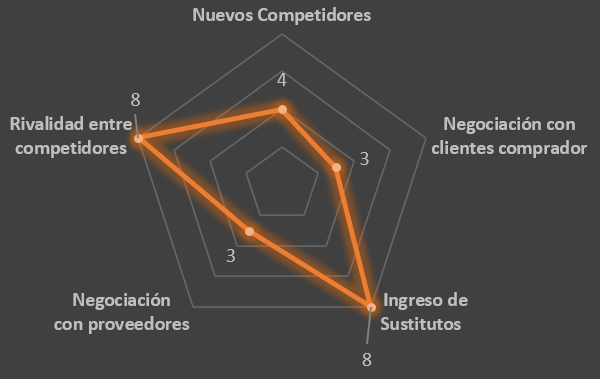 Nuevos Competidores
4
8
Rivalidad entre
competidores
Negociación con
clientes comprador
3
3
Negociación
con proveedores
Ingreso de
Sustitutos
8